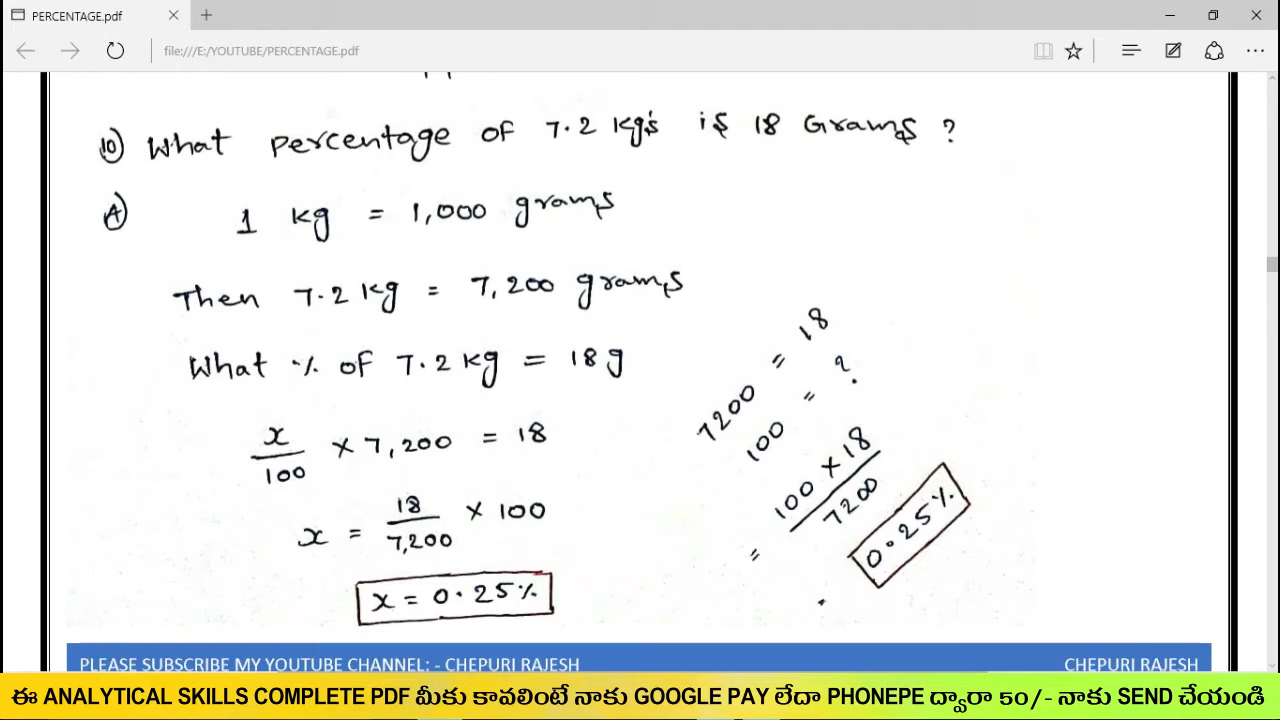 PERCENTAGE.pdf
file:///E:/YOUTUBE/PERCENTAGE.pdf
10) What percentage of 7.2 Kg's is 18 Grams ?
A) 1 kg = 1,000 grams
Then 7.2 kg = 7,200 grams
What % of 7.2 kg = 18g
x/100 × 7,200 = 18
x = 18/7,200 × 100
x = 0.25%
7200 = 18
100 = ?
= 100 × 18/7200
0.25%
PLEASE SUBSCRIBE MY YOUTUBE CHANNEL: - CHEPURI RAJESH CHEPURI RAJESH
ఈ ANALYTICAL SKILLS COMPLETE PDF మీకు కావలింటే నాకు GOOGLE PAY లేదా PHONEPE ద్వారా 50/- నాకు SEND చేయండి